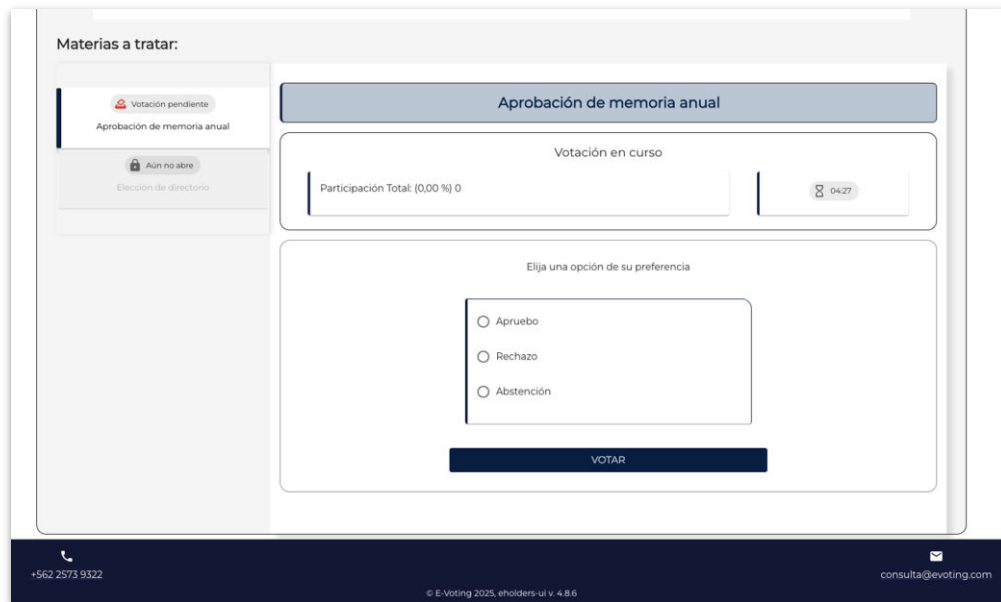 Materias a tratar:
Votación pendiente
Aprobación de memoria anual
Aún no abre
Elección de directorio
Aprobación de memoria anual
Votación en curso
Participación Total: (0,00 %) 0
04:27
Elija una opción de su preferencia
Apruebo
Rechazo
Abstención
VOTAR
+562 2573 9322
consulta@evoting.com
© E-Voting 2025, eholders-ui v. 4.8.6